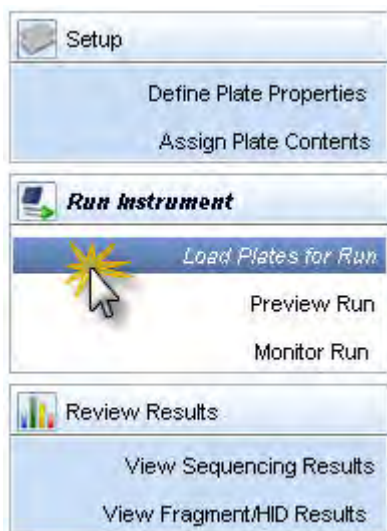 Setup
Define Plate Properties
Assign Plate Contents
Run Instrument
Load Plates for Run
Preview Run
Monitor Run
Review Results
View Sequencing Results
View Fragment/HID Results